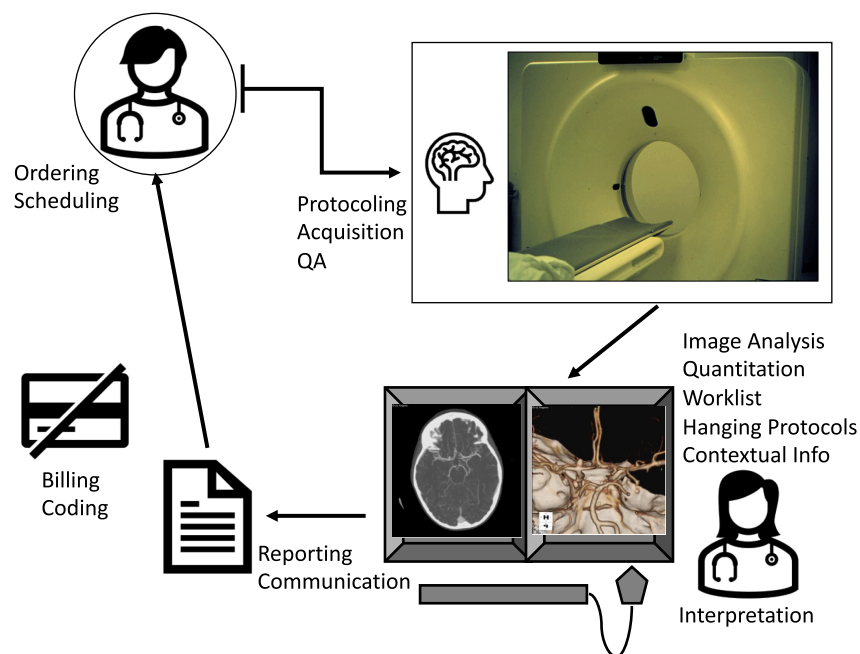 Ordering
Scheduling
Protocoling
Acquisition
QA
Image Analysis
Quantitation
Worklist
Hanging Protocols
Contextual Info
Billing
Coding
Reporting
Communication
H
Interpretation